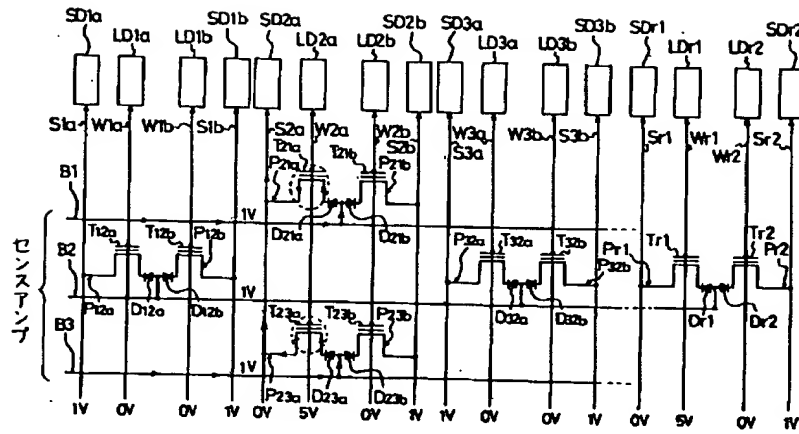 SD1a LD1a LD1b SD1b SD2a LD2a LD2b SD2b SD3a LD3a LD3b SD3b SDr1 LDr1 LDr2 SDr2
S1a W1a W1b S1b S2a W2a W2b S2b W3a S3a W3b S3b Sr1 Wr1 Wr2 Sr2
P21a T21a T21b P21b
B1 1V
D21a D21b
T12a T12b P12b P32a T32a T32b P32b Pr1 Tr1 Tr2 Pr2
B2 1V
P12a D12a D12b D32a D32b Dr1 Dr2
T23a T23b P23b
B3 1V
P23a D23a D23b
センスアンプ
1V 0V 0V 1V 0V 5V 0V 1V 1V 0V 0V 1V 0V 5V 0V 1V